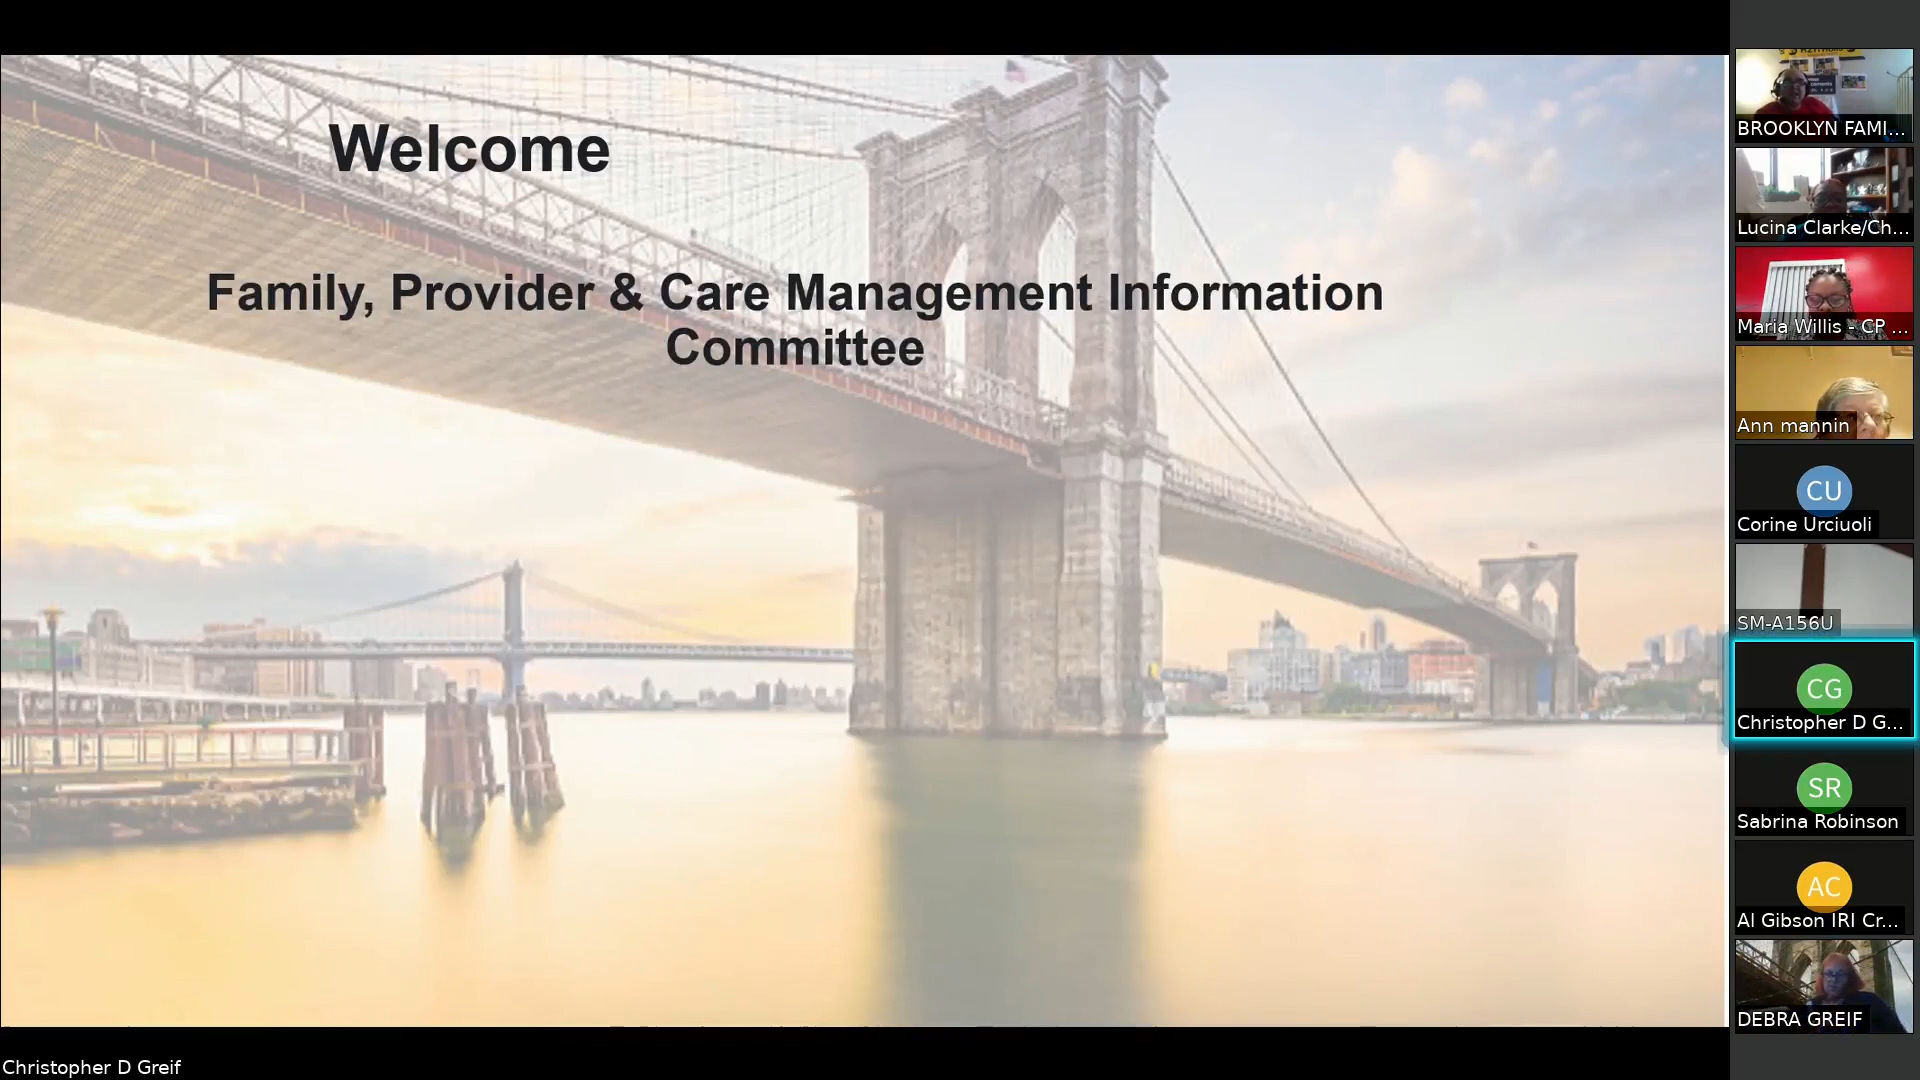 Welcome
Family, Provider & Care Management Information
Committee
BROOKLYN FAMI...
Lucina Clarke/Ch...
Maria Willis - CP ...
Ann mannin
CU
Corine Urciuoli
SM-A156U
CG
Christopher D G...
SR
Sabrina Robinson
AC
Al Gibson IRI Cr...
DEBRA GREIF
Christopher D Greif